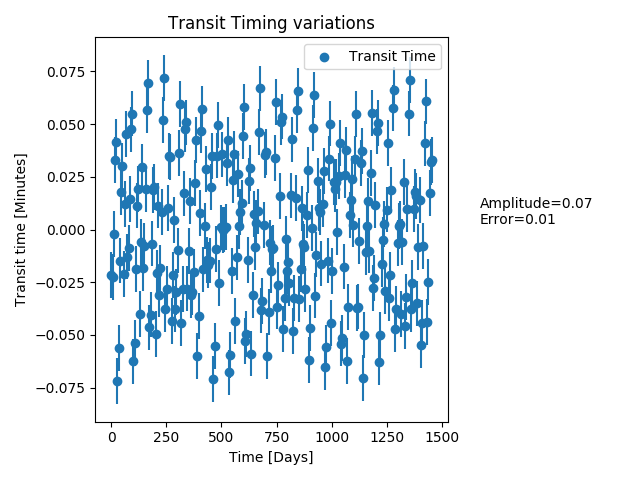 Transit Timing variations
Transit Time
0.075
0.050
0.025
0.000
−0.025
−0.050
−0.075
Transit time [Minutes]
0
250
500
750
1000
1250
1500
Time [Days]
Amplitude=0.07
Error=0.01